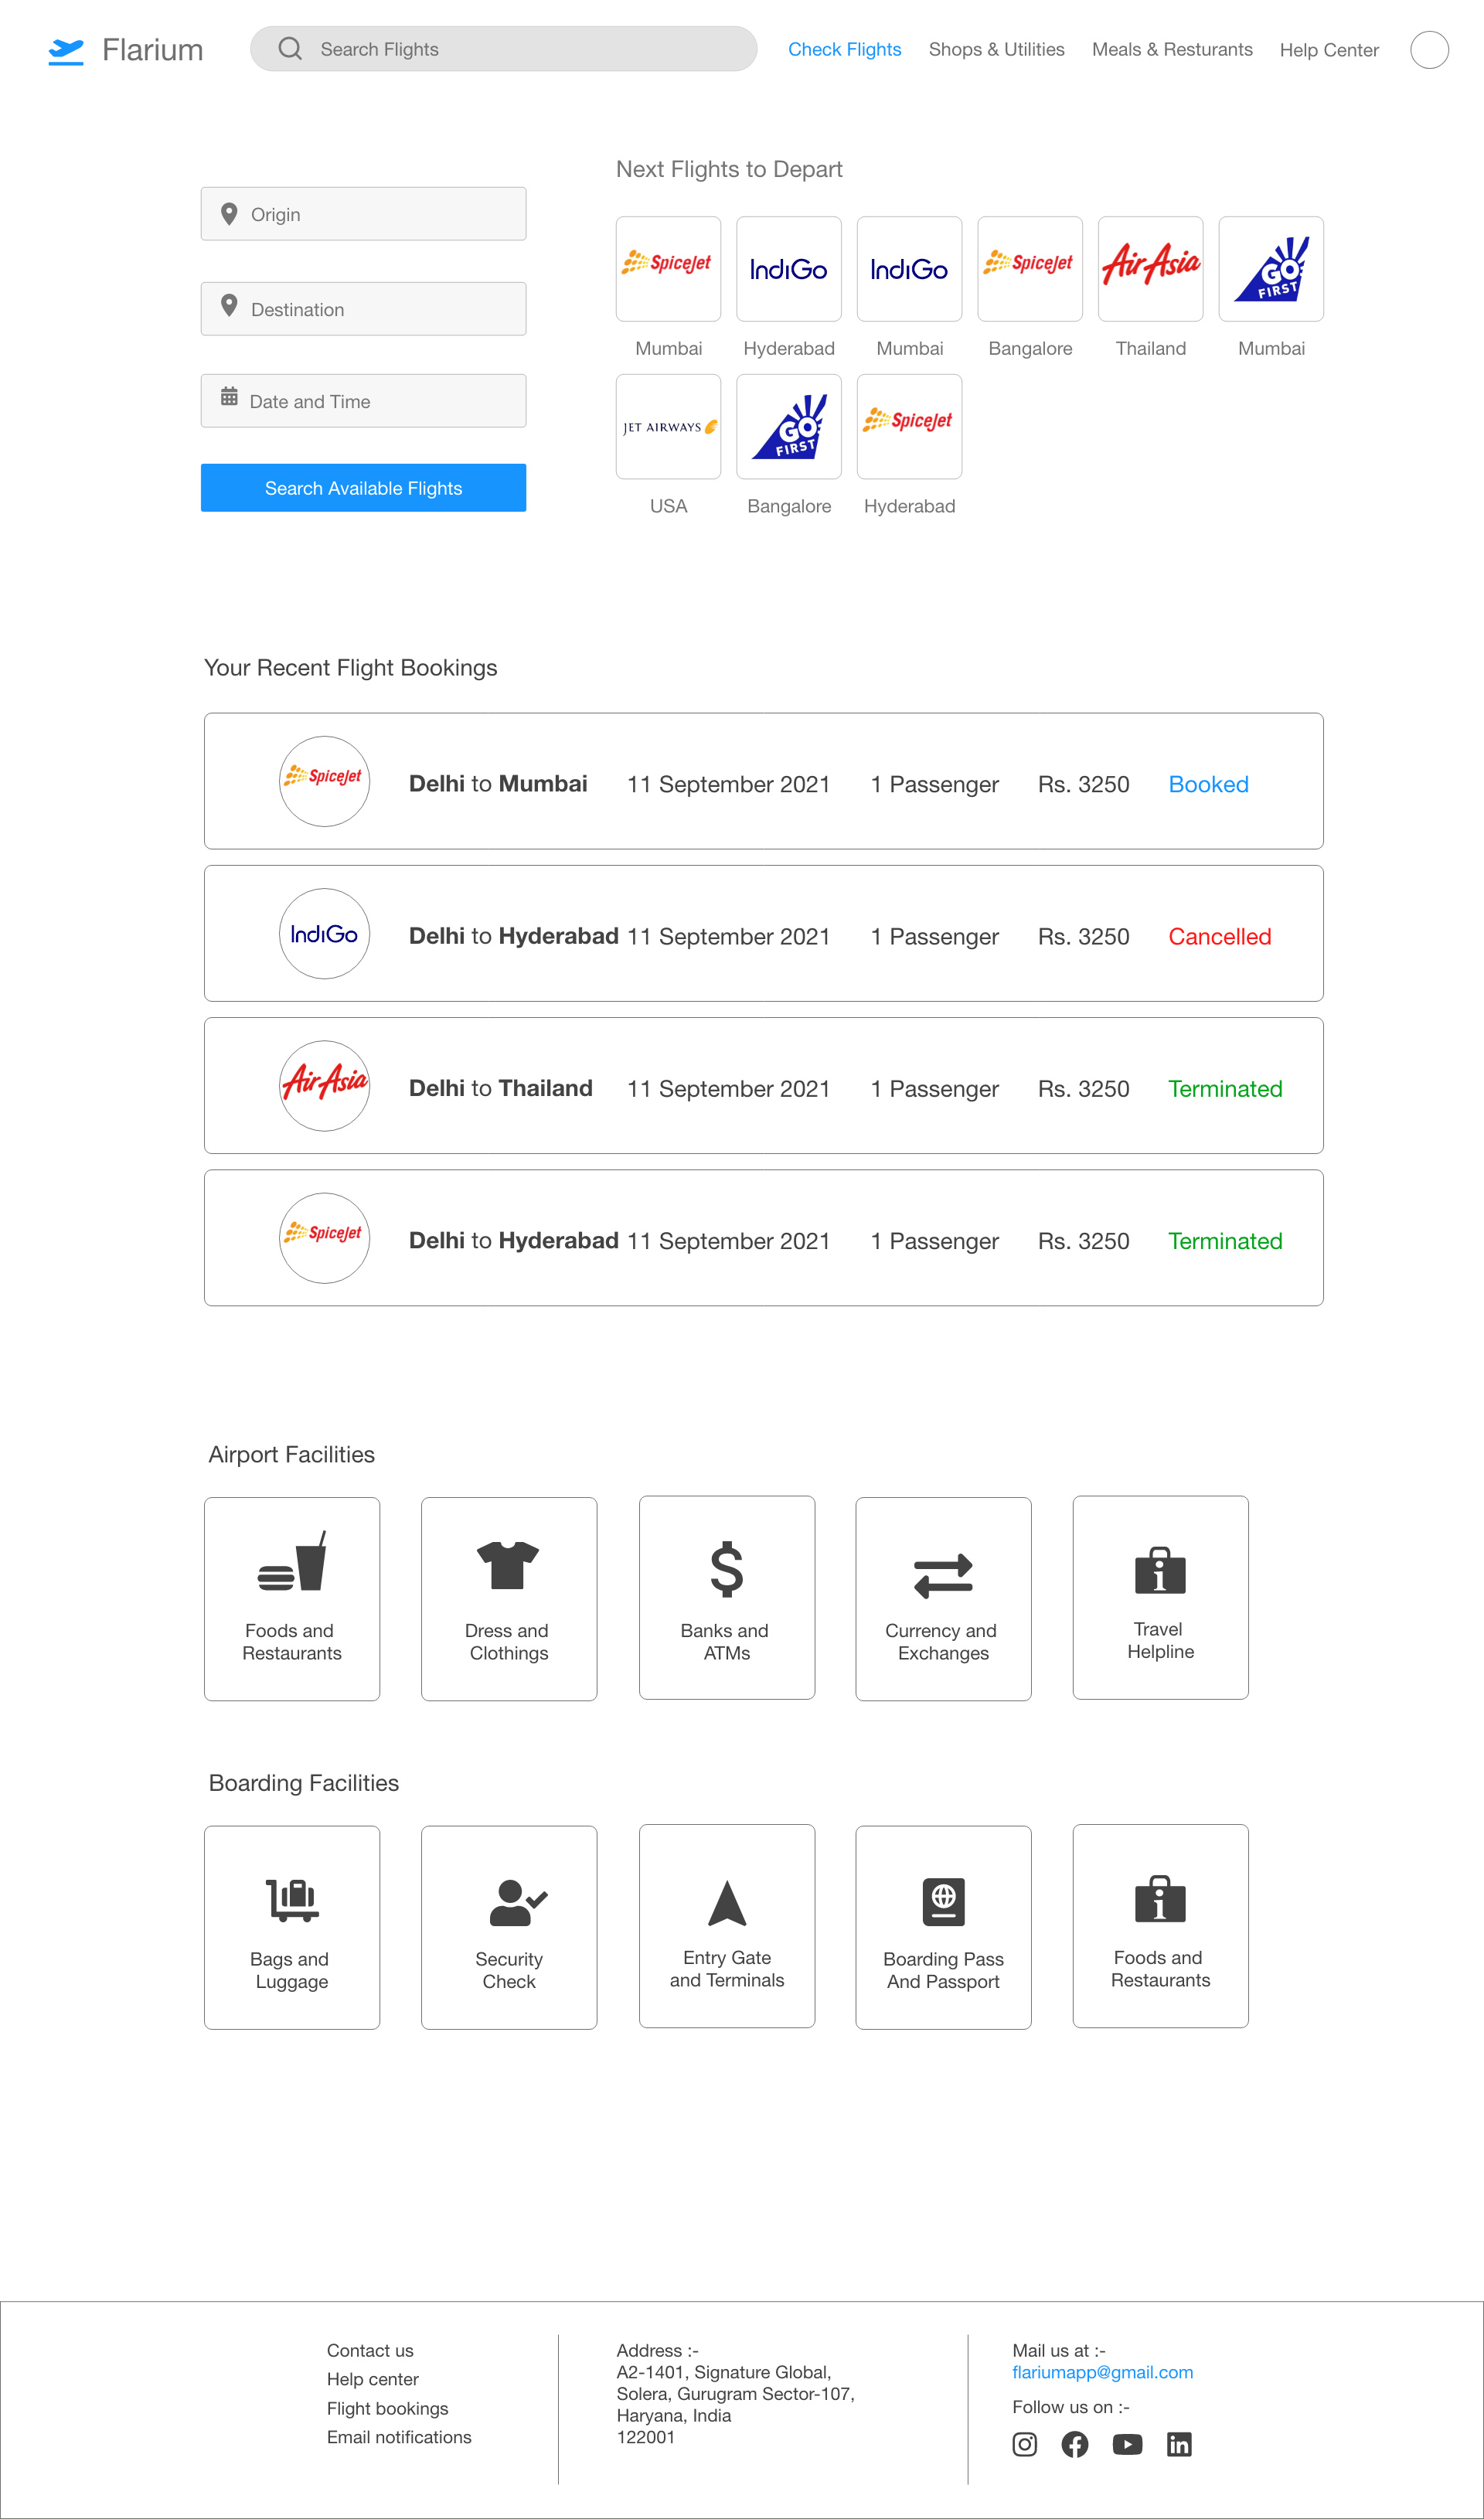 Flarium
Search Flights
Check Flights
Shops & Utilities
Meals & Resturants
Help Center
Origin
Destination
Date and Time
Search Available Flights
Next Flights to Depart
SpiceJet
IndiGo
IndiGo
SpiceJet
AirAsia
GO FIRST
Mumbai
Hyderabad
Mumbai
Bangalore
Thailand
Mumbai
JET AIRWAYS
GO FIRST
SpiceJet
USA
Bangalore
Hyderabad
Your Recent Flight Bookings
SpiceJet
Delhi to Mumbai 11 September 2021 1 Passenger Rs. 3250 Booked
IndiGo
Delhi to Hyderabad 11 September 2021 1 Passenger Rs. 3250 Cancelled
AirAsia
Delhi to Thailand 11 September 2021 1 Passenger Rs. 3250 Terminated
SpiceJet
Delhi to Hyderabad 11 September 2021 1 Passenger Rs. 3250 Terminated
Airport Facilities
Foods and
Restaurants
Dress and
Clothings
Banks and
ATMs
Currency and
Exchanges
Travel
Helpline
Boarding Facilities
Bags and
Luggage
Security
Check
Entry Gate
and Terminals
Boarding Pass
And Passport
Foods and
Restaurants
Contact us
Help center
Flight bookings
Email notifications
Address :-
A2-1401, Signature Global,
Solera, Gurugram Sector-107,
Haryana, India
122001
Mail us at :-
flariumapp@gmail.com
Follow us on :-